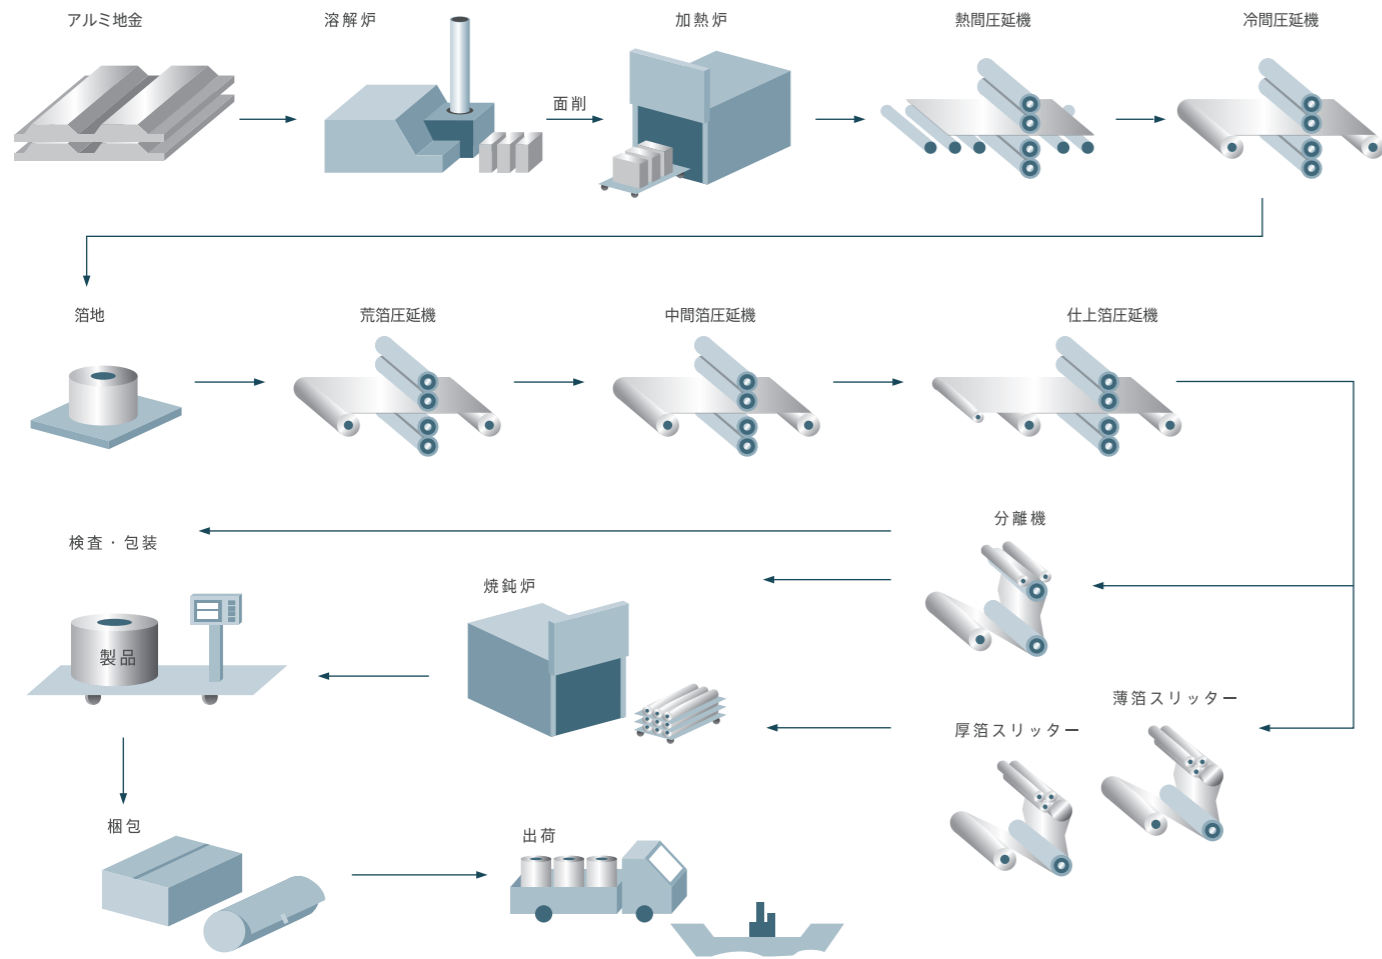 アルミ地金
溶解炉
面削
加熱炉
熱間圧延機
冷間圧延機
箔地
荒箔圧延機
中間箔圧延機
仕上箔圧延機
分離機
検査・包装
焼鈍炉
製品
薄箔スリッター
厚箔スリッター
梱包
出荷